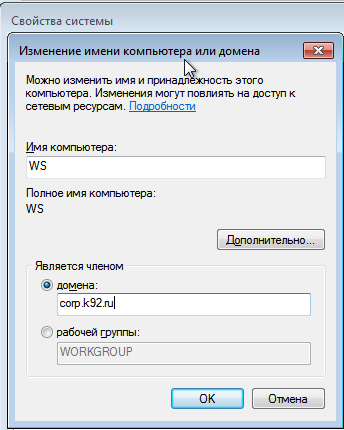 Свойства системы
Изменение имени компьютера или домена
Можно изменить имя и принадлежность этого
компьютера. Изменения могут повлиять на доступ к
сетевым ресурсам. Подробности
Имя компьютера:
WS
Полное имя компьютера:
WS
Дополнительно...
Является членом
домена:
corp.k92.ru
рабочей группы:
WORKGROUP
OK Отмена